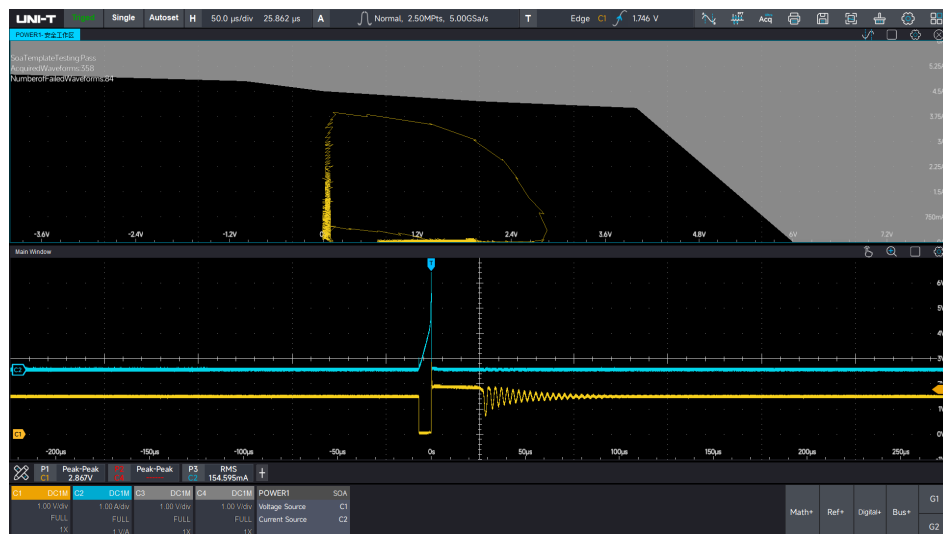 UNI-T Triged Single Autoset H 50.0 μs/div 25.862 μs A Normal, 2.50MPts, 5.00GSa/s T Edge C1 1.746 V Acq
POWER1-安全工作区
SoaTemplateTesting:Pass
AcquiredWaveforms:358
NumberofFailedWaveforms:84
5.25
4.5
3.75
3
2.25
1.5
750m
-3.6V -2.4V -1.2V 0 1.2V 2.4V 3.6V 4.8V 6V 7.2V
Main Window
T
6V
C2
C1
-200μs -150μs -100μs -50μs 0s 50μs 100μs 150μs 200μs 250μs
P1 Peak-Peak Peak-Peak P3 RMS +
C1 2.867V C2 154.595mA
C1 DC1M C2 DC1M C3 DC1M C4 DC1M POWER1 SOA
1.00 V/div 1.00 A/div 1.00 V/div 1.00 V/div Voltage Source C1
FULL FULL FULL FULL Current Source C2
1X 1 V/A 1X 1X
Math+ Ref+ Digital+ Bus+ G1
G2